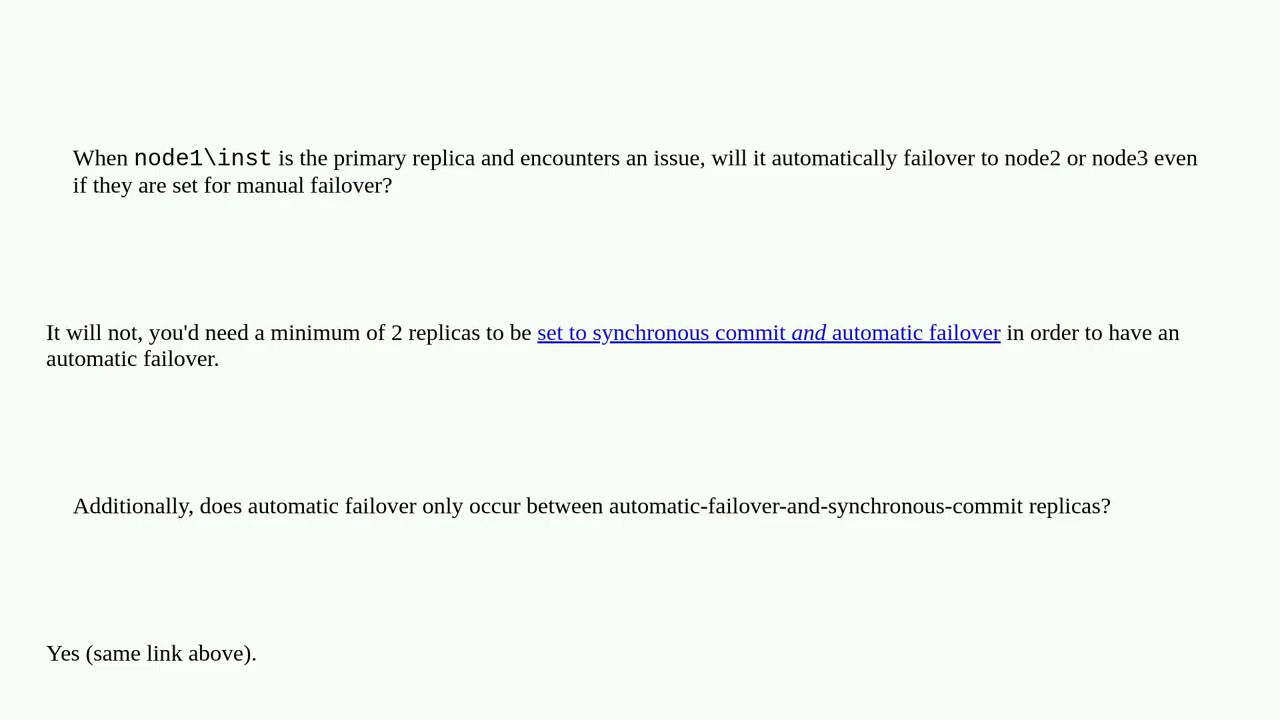 When node1\inst is the primary replica and encounters an issue, will it automatically failover to node2 or node3 even
if they are set for manual failover?
It will not, you'd need a minimum of 2 replicas to be set to synchronous commit and automatic failover in order to have an
automatic failover.
Additionally, does automatic failover only occur between automatic-failover-and-synchronous-commit replicas?
Yes (same link above).